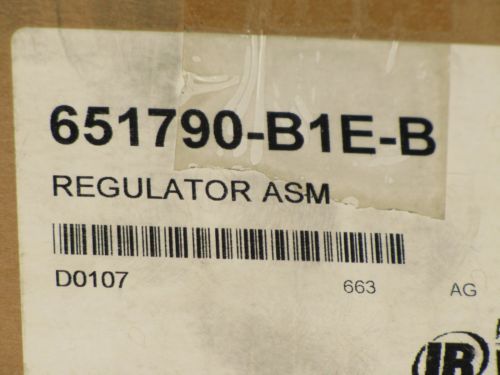 651790-B1E-B
REGULATOR ASM
D0107 663 AG
IR